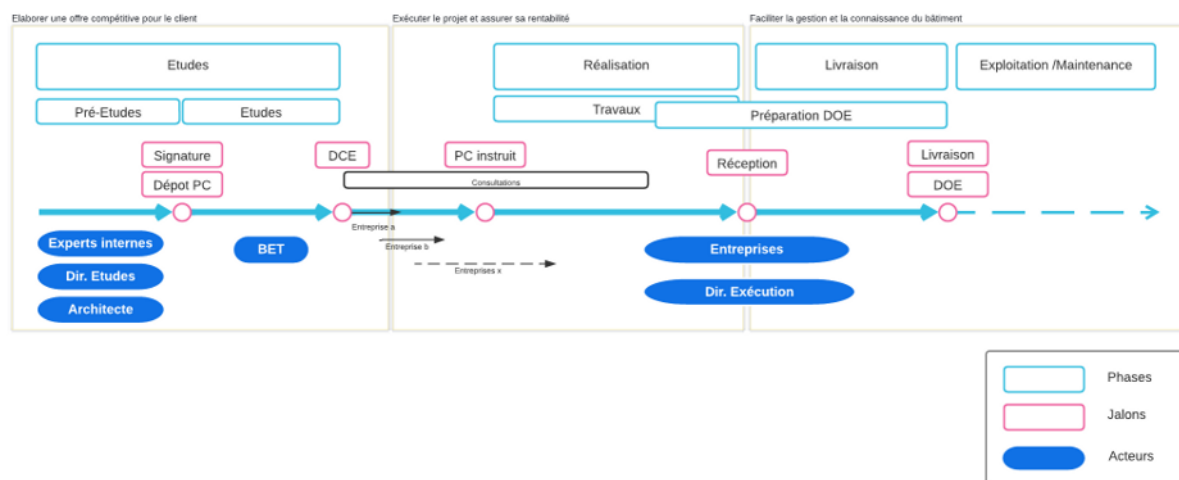 Elaborer une offre compétitive pour le client
Exécuter le projet et assurer sa rentabilité
Faciliter la gestion et la connaissance du bâtiment
Etudes
Réalisation
Livraison
Exploitation /Maintenance
Pré-Etudes
Etudes
Travaux
Préparation DOE
Signature
DCE
PC instruit
Réception
Livraison
Dépot PC
Consultations
DOE
Entreprise a
Experts internes
BET
Entreprise b
Entreprises
Dir. Etudes
Entreprises x
Dir. Exécution
Architecte
Phases
Jalons
Acteurs